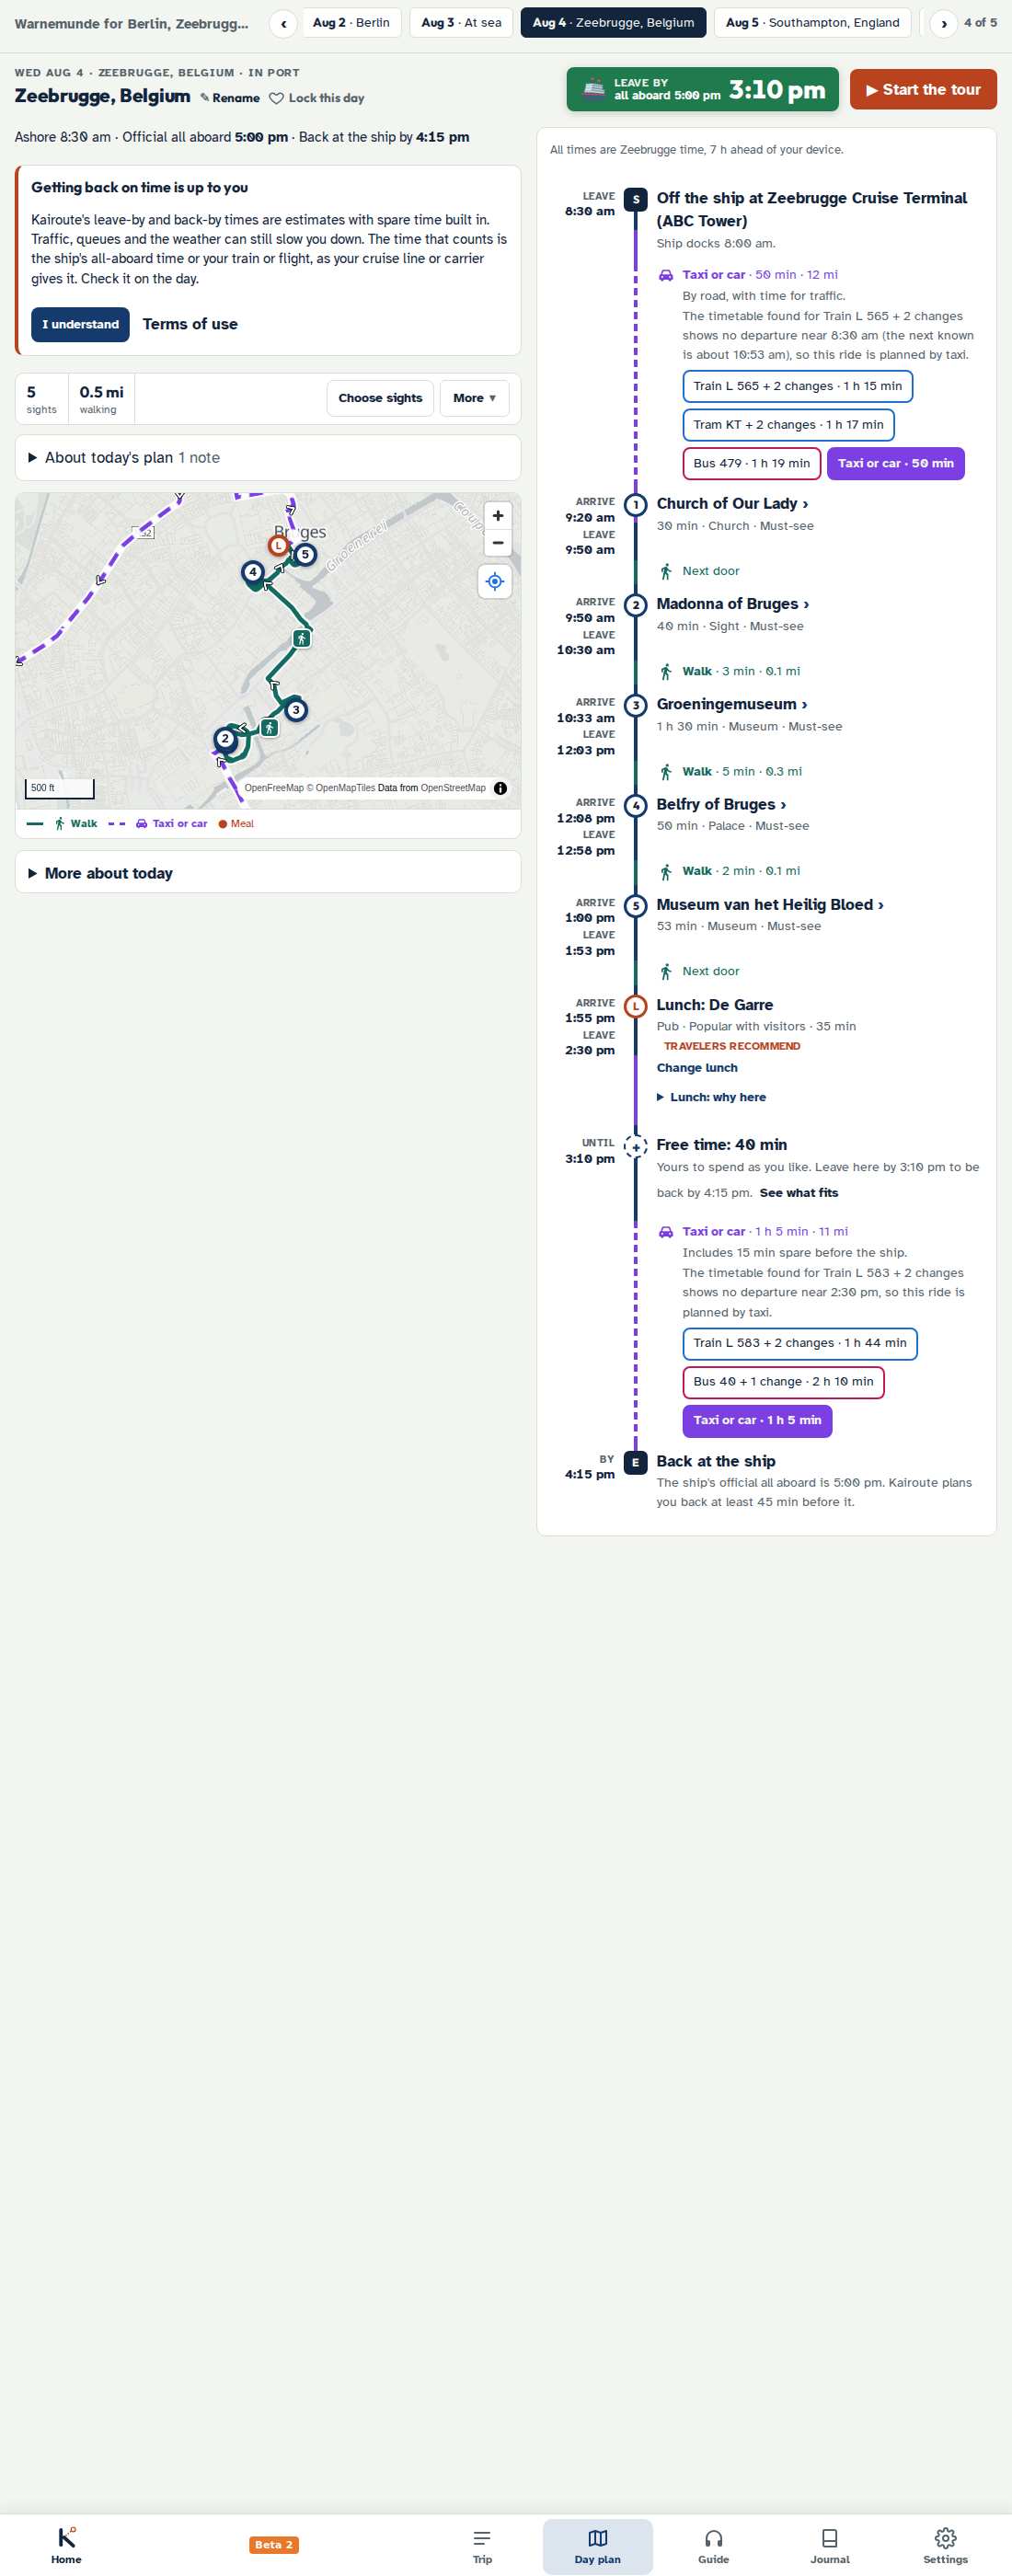 Warnemunde for Berlin, Zeebrugg...
‹
Aug 2 · Berlin
Aug 3 · At sea
Aug 4 · Zeebrugge, Belgium
Aug 5 · Southampton, England
›
4 of 5
WED AUG 4 · ZEEBRUGGE, BELGIUM · IN PORT
Zeebrugge, Belgium
✎ Rename
Lock this day
LEAVE BY
all aboard 5:00 pm
3:10 pm
▶ Start the tour
Ashore 8:30 am · Official all aboard 5:00 pm · Back at the ship by 4:15 pm
Getting back on time is up to you
Kairoute's leave-by and back-by times are estimates with spare time built in.
Traffic, queues and the weather can still slow you down. The time that counts is
the ship's all-aboard time or your train or flight, as your cruise line or carrier
gives it. Check it on the day.
I understand
Terms of use
5
sights
0.5 mi
walking
Choose sights
More ▼
▶ About today's plan 1 note
Bruges
Groenerei
L
5
4
3
2
+
−
500 ft
OpenFreeMap © OpenMapTiles Data from OpenStreetMap
Walk
Taxi or car
Meal
▶ More about today
All times are Zeebrugge time, 7 h ahead of your device.
LEAVE
8:30 am
S
Off the ship at Zeebrugge Cruise Terminal
(ABC Tower)
Ship docks 8:00 am.
Taxi or car · 50 min · 12 mi
By road, with time for traffic.
The timetable found for Train L 565 + 2 changes
shows no departure near 8:30 am (the next known
is about 10:53 am), so this ride is planned by taxi.
Train L 565 + 2 changes · 1 h 15 min
Tram KT + 2 changes · 1 h 17 min
Bus 479 · 1 h 19 min
Taxi or car · 50 min
ARRIVE
9:20 am
LEAVE
9:50 am
1
Church of Our Lady ›
30 min · Church · Must-see
Next door
ARRIVE
9:50 am
LEAVE
10:30 am
2
Madonna of Bruges ›
40 min · Sight · Must-see
Walk · 3 min · 0.1 mi
ARRIVE
10:33 am
LEAVE
12:03 pm
3
Groeningemuseum ›
1 h 30 min · Museum · Must-see
Walk · 5 min · 0.3 mi
ARRIVE
12:08 pm
LEAVE
12:58 pm
4
Belfry of Bruges ›
50 min · Palace · Must-see
Walk · 2 min · 0.1 mi
ARRIVE
1:00 pm
LEAVE
1:53 pm
5
Museum van het Heilig Bloed ›
53 min · Museum · Must-see
Next door
ARRIVE
1:55 pm
LEAVE
2:30 pm
L
Lunch: De Garre
Pub · Popular with visitors · 35 min
TRAVELERS RECOMMEND
Change lunch
▶ Lunch: why here
UNTIL
3:10 pm
+
Free time: 40 min
Yours to spend as you like. Leave here by 3:10 pm to be
back by 4:15 pm. See what fits
Taxi or car · 1 h 5 min · 11 mi
Includes 15 min spare before the ship.
The timetable found for Train L 583 + 2 changes
shows no departure near 2:30 pm, so this ride is
planned by taxi.
Train L 583 + 2 changes · 1 h 44 min
Bus 40 + 1 change · 2 h 10 min
Taxi or car · 1 h 5 min
BY
4:15 pm
E
Back at the ship
The ship's official all aboard is 5:00 pm. Kairoute plans
you back at least 45 min before it.
Home
Beta 2
Trip
Day plan
Guide
Journal
Settings